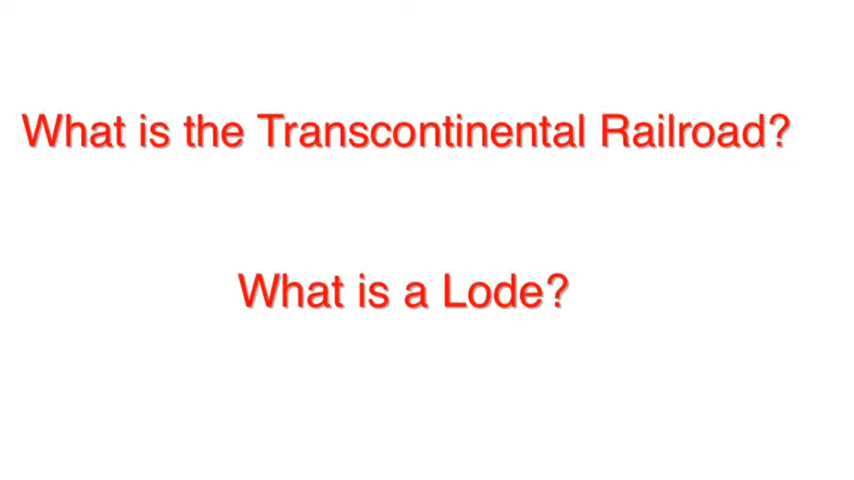 What is the Transcontinental Railroad?
What is a Lode?